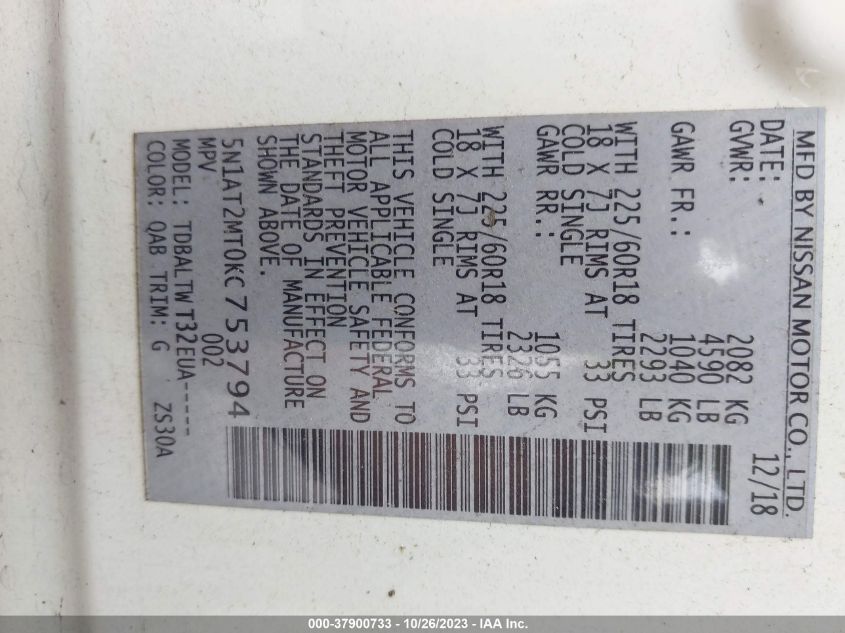 MFD BY NISSAN MOTOR CO., LTD.
DATE: 12/18
GVWR: 2082 KG
4590 LB
GAWR FR.: 1040 KG
2293 LB
WITH 225/60R18 TIRES
18 X 7J RIMS AT 33 PSI
COLD SINGLE
GAWR RR.: 1055 KG
2326 LB
WITH 225/60R18 TIRES
18 X 7J RIMS AT 33 PSI
COLD SINGLE
THIS VEHICLE CONFORMS TO
ALL APPLICABLE FEDERAL
MOTOR VEHICLE SAFETY AND
THEFT PREVENTION
STANDARDS IN EFFECT ON
THE DATE OF MANUFACTURE
SHOWN ABOVE.
5N1AT2MT0KC753794
MPV 002
MODEL: TDBALTWT32EUA-----
COLOR: QAB TRIM: G ZS30A
000-37900733 - 10/26/2023 - IAA Inc.